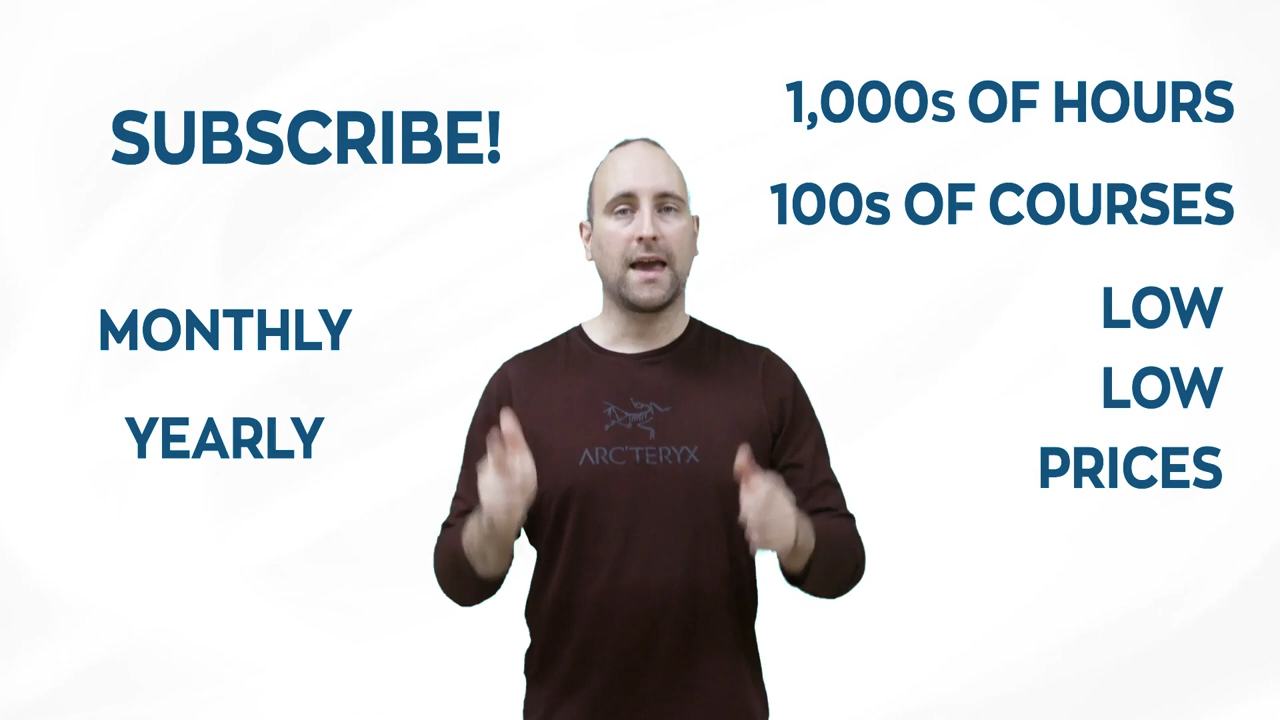 SUBSCRIBE!
MONTHLY
YEARLY
1,000s OF HOURS
100s OF COURSES
LOW
LOW
PRICES
ARC'TERYX